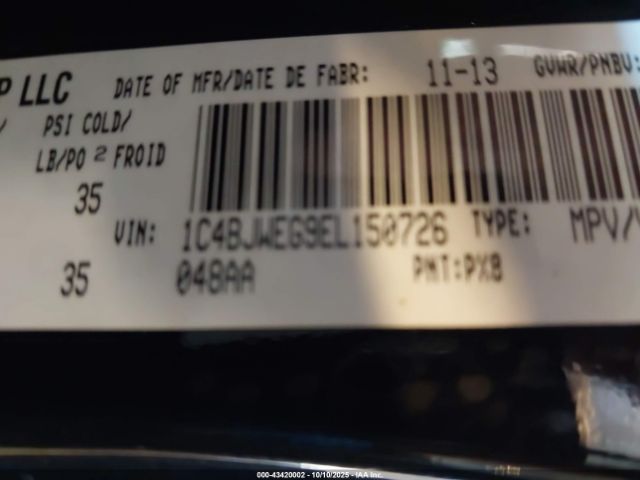 P LLC DATE OF MFR/DATE DE FABR: 11-13 GVWR/PNBV:
/ PSI COLD/
LB/PO 2 FROID
35
VIN: 1C4BJWEG9EL150726 TYPE: MPV/
35 048AA PNT:PX8
000-43420002 - 10/10/2025 - IAA Inc.